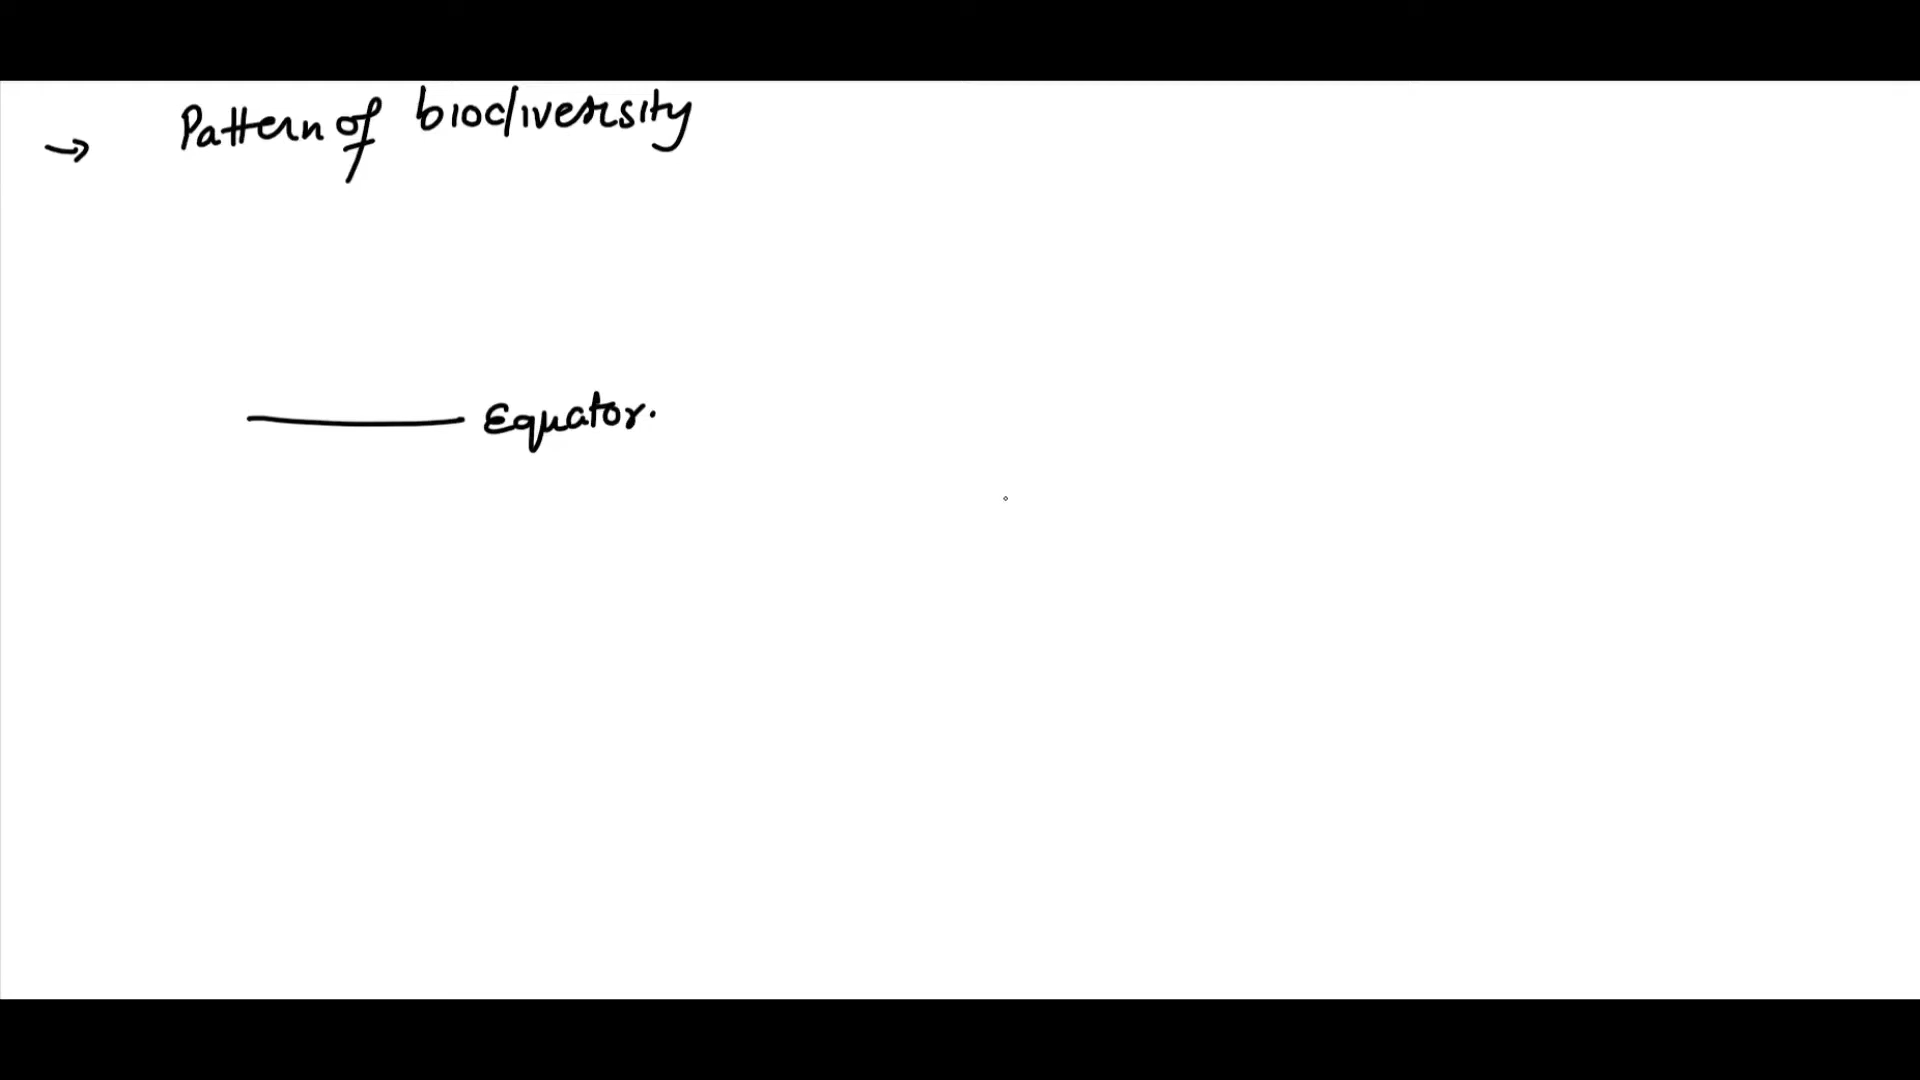 → Pattern of biodiversity
Equator.